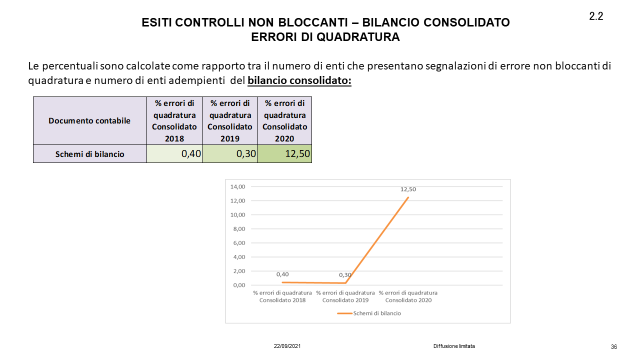 2.2
ESITI CONTROLLI NON BLOCCANTI – BILANCIO CONSOLIDATO
ERRORI DI QUADRATURA
Le percentuali sono calcolate come rapporto tra il numero di enti che presentano segnalazioni di errore non bloccanti di
quadratura e numero di enti adempienti del bilancio consolidato:
Documento contabile
% errori di quadratura Consolidato 2018
% errori di quadratura Consolidato 2019
% errori di quadratura Consolidato 2020
Schemi di bilancio 0,40 0,30 12,50
14,00
12,00
10,00
8,00
6,00
4,00
2,00
0,00
0,40
0,30
12,50
% errori di quadratura % errori di quadratura % errori di quadratura
Consolidato 2018 Consolidato 2019 Consolidato 2020
Schemi di bilancio
22/09/2021 Diffusione limitata 36